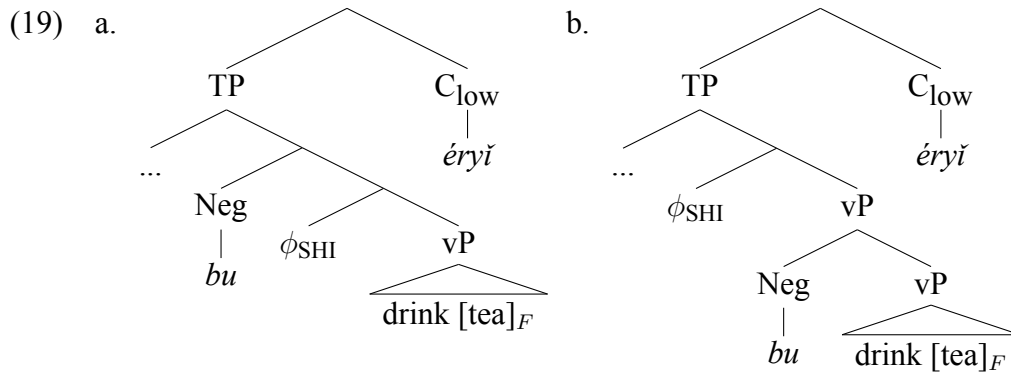 (19) a. b.
TP C_low TP C_low
... éryǐ ... éryǐ
Neg ϕ_SHI vP ϕ_SHI vP
bu drink [tea]_F Neg vP
bu drink [tea]_F